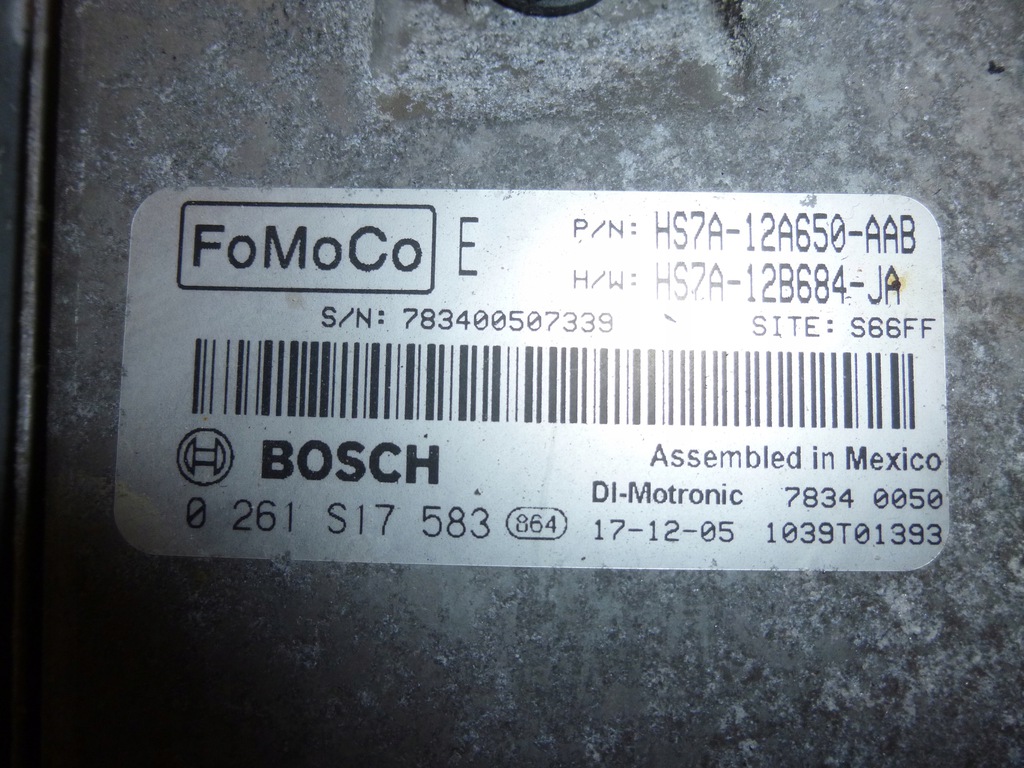 FoMoCo E P/N: HS7A-12A650-AAB
H/W: HS7A-12B684-JA
S/N: 783400507339 SITE: S66FF
BOSCH Assembled in Mexico
DI-Motronic 7834 0050
0 261 S17 583 864 17-12-05 1039T01393